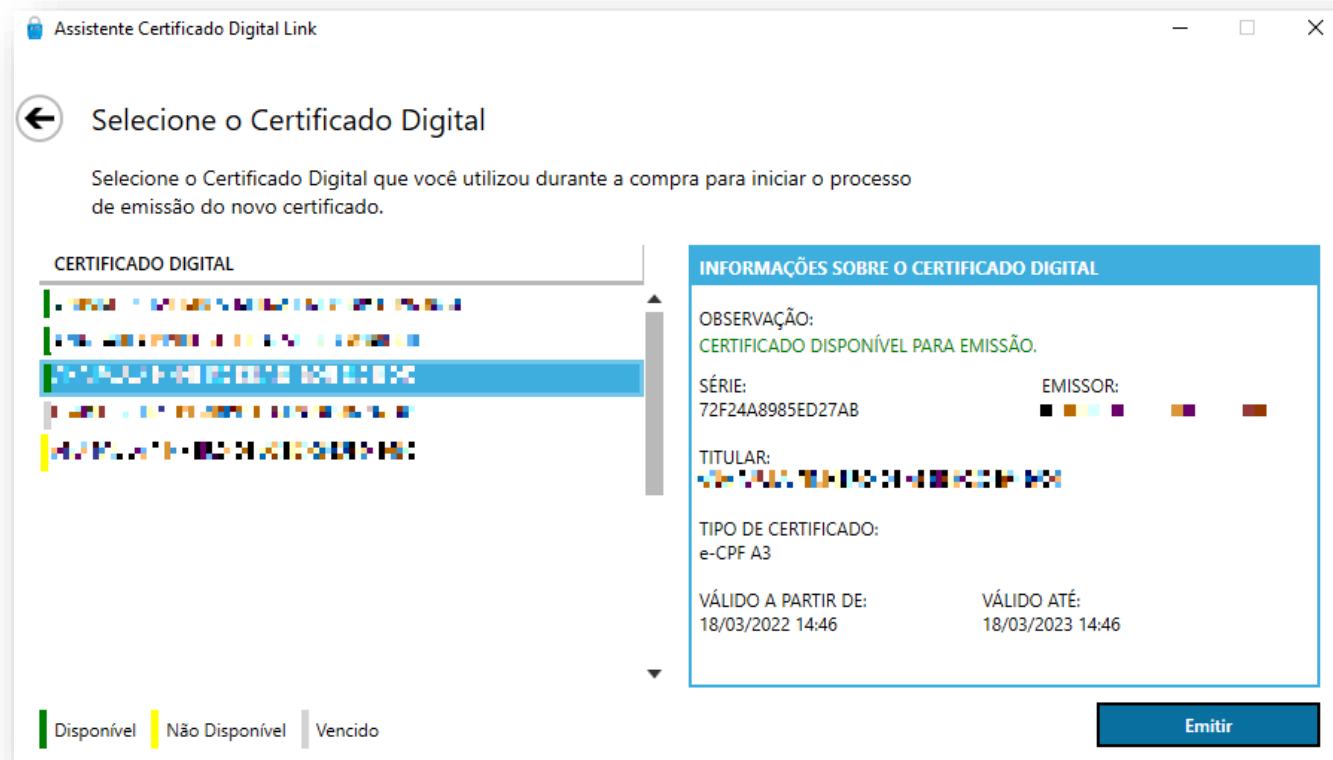 Assistente Certificado Digital Link
Selecione o Certificado Digital
Selecione o Certificado Digital que você utilizou durante a compra para iniciar o processo
de emissão do novo certificado.
CERTIFICADO DIGITAL
INFORMAÇÕES SOBRE O CERTIFICADO DIGITAL
OBSERVAÇÃO:
CERTIFICADO DISPONÍVEL PARA EMISSÃO.
SÉRIE: EMISSOR:
72F24A8985ED27AB
TITULAR:
TIPO DE CERTIFICADO:
e-CPF A3
VÁLIDO A PARTIR DE: VÁLIDO ATÉ:
18/03/2022 14:46 18/03/2023 14:46
Disponível Não Disponível Vencido
Emitir